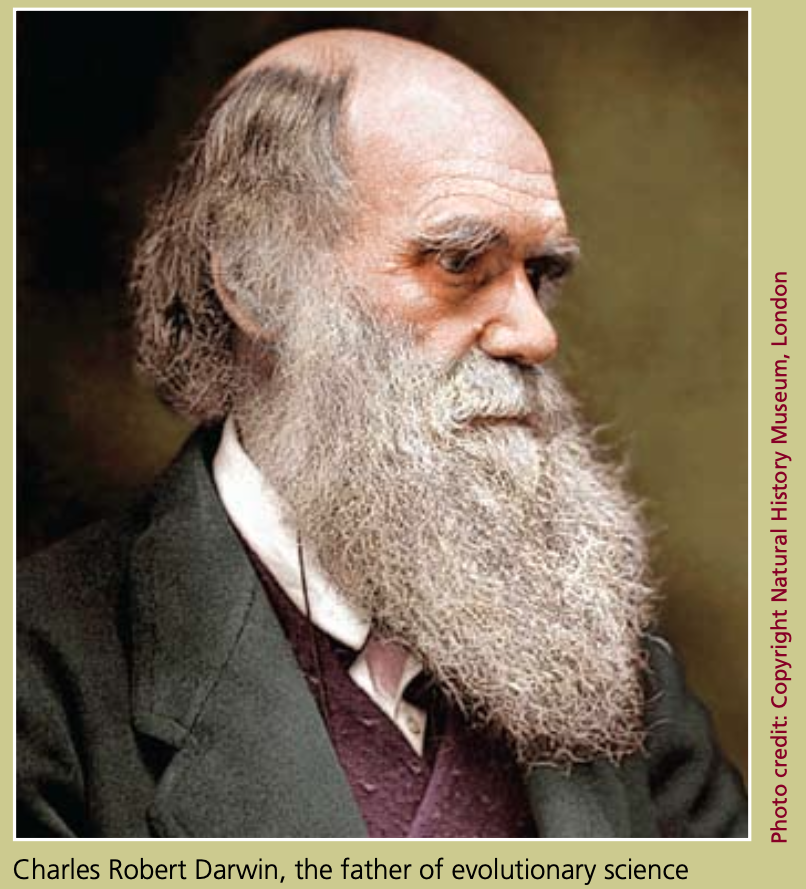 Photo credit: Copyright Natural History Museum, London
Charles Robert Darwin, the father of evolutionary science